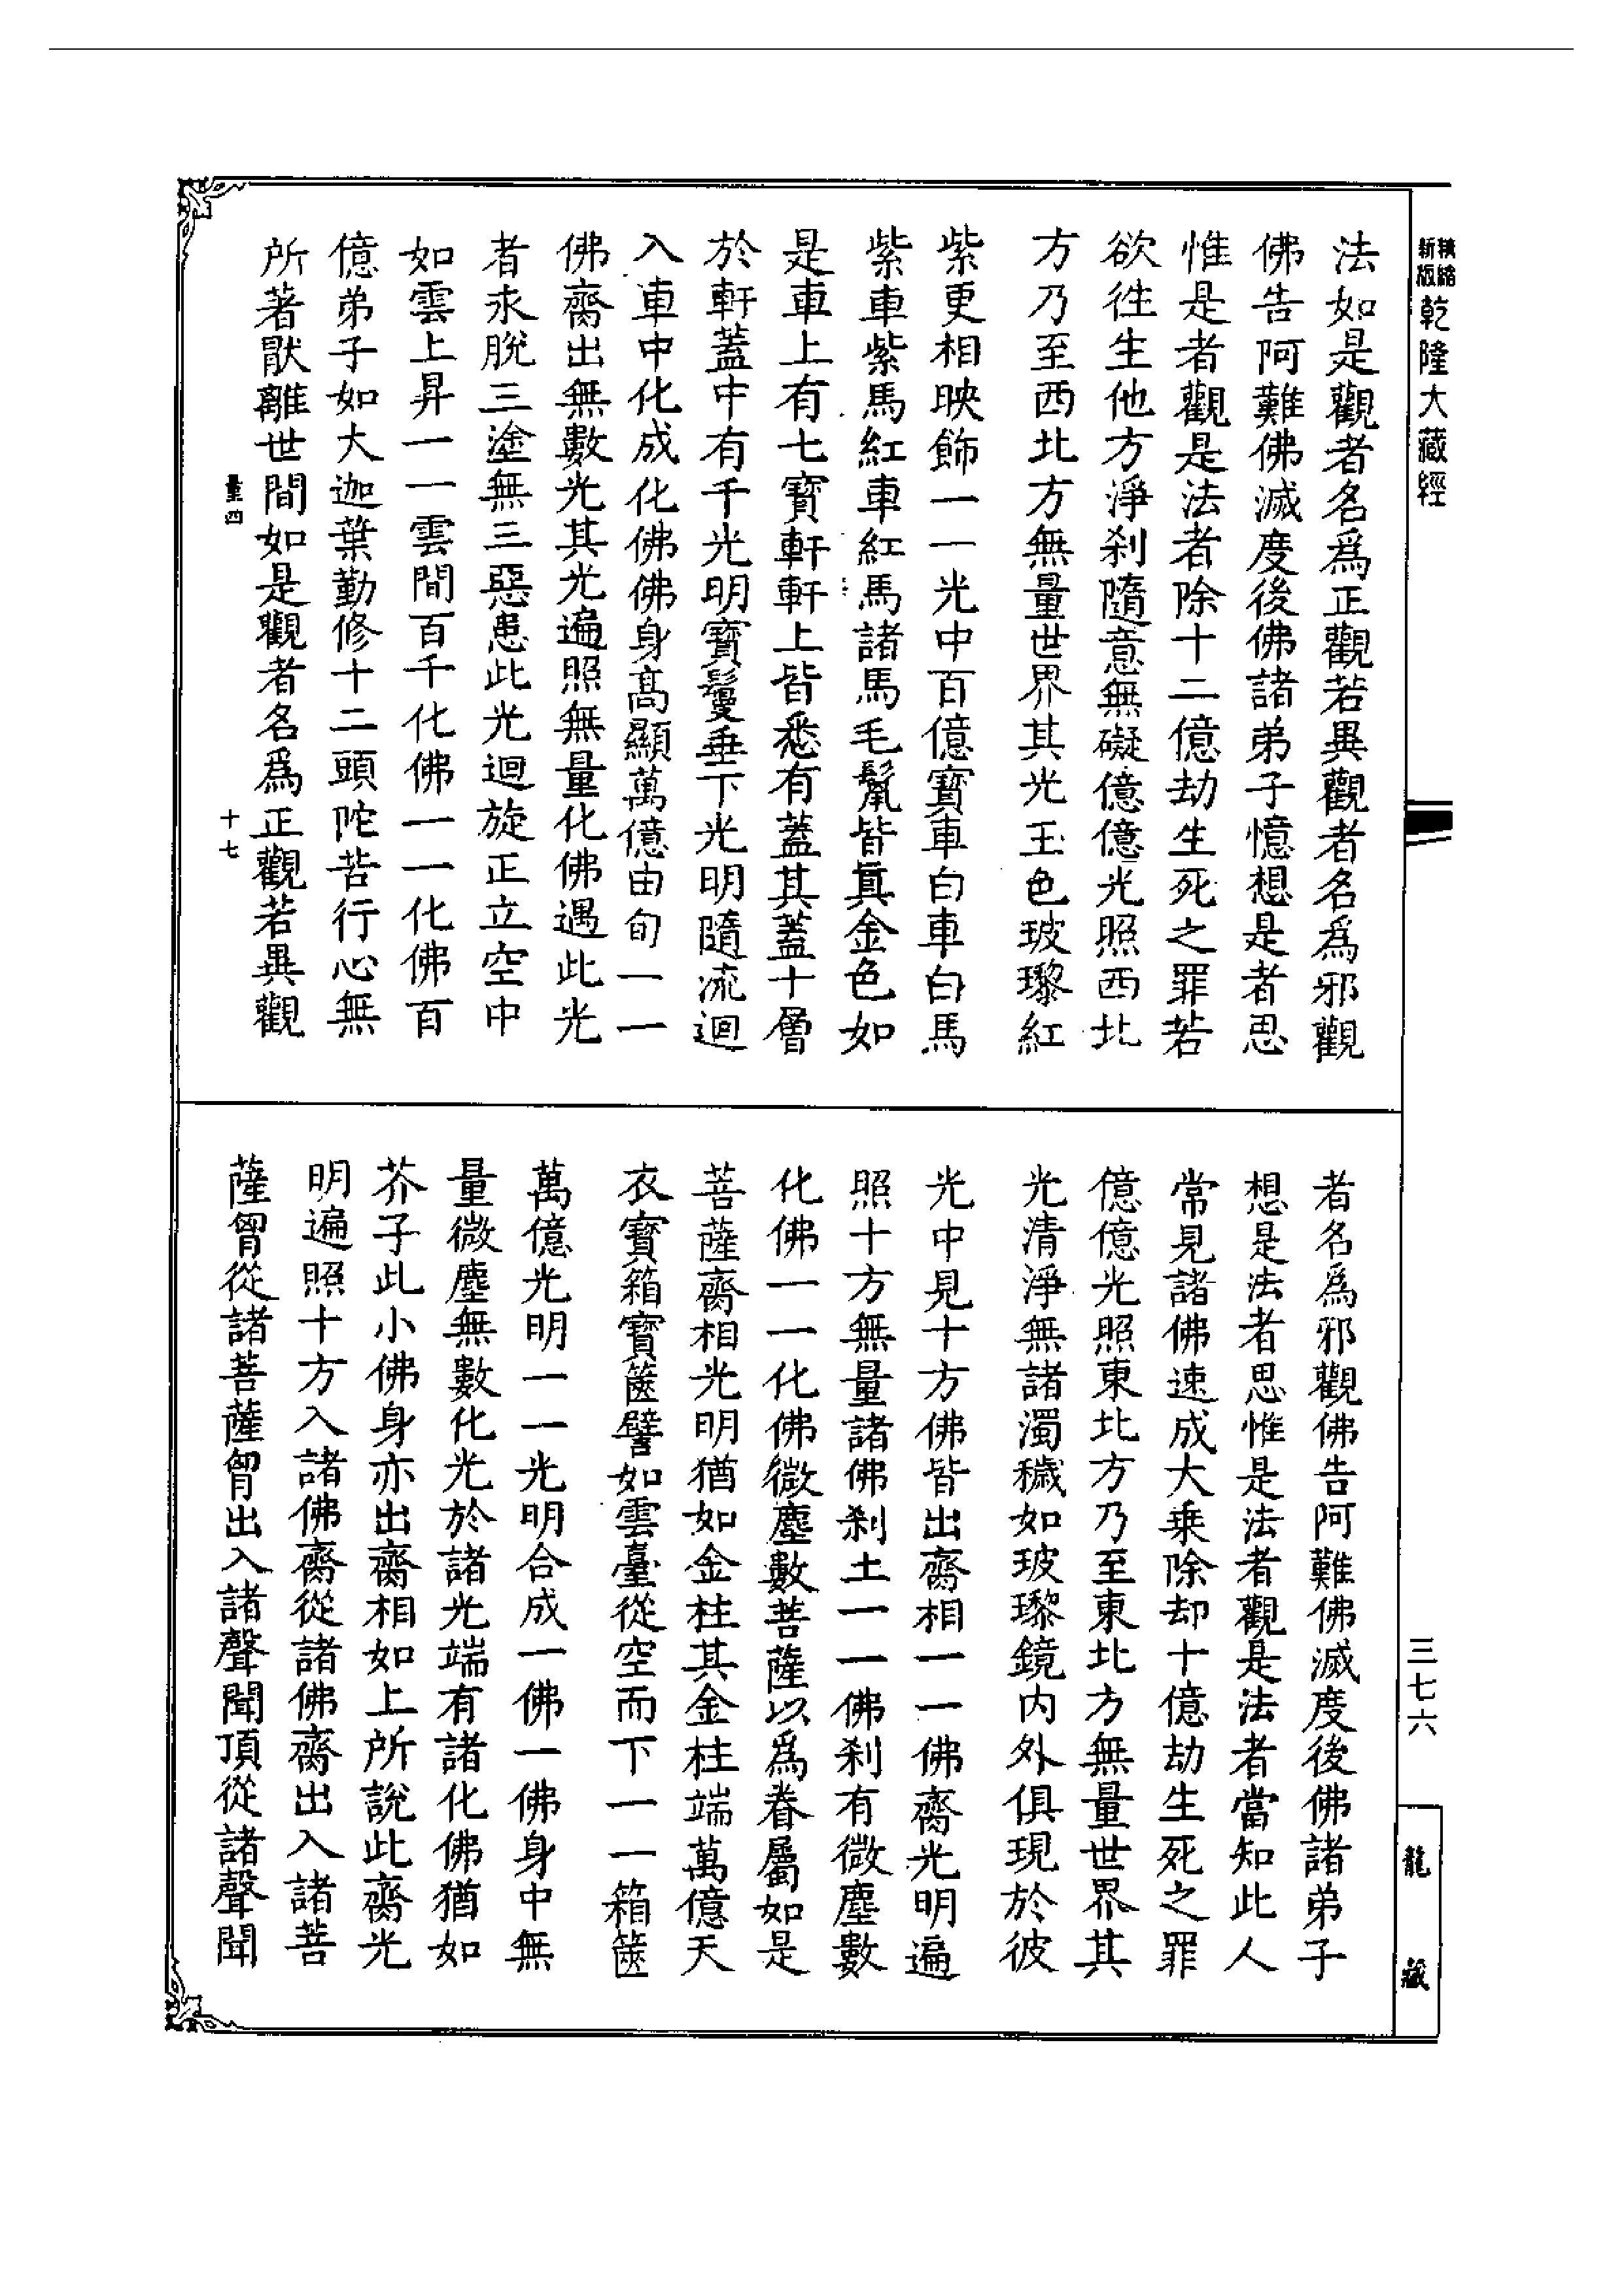 精縮新版乾隆大藏經
法如是觀者名爲正觀若異觀者名爲邪觀
佛告阿難佛滅度後佛諸弟子憶想是者思
惟是者觀是法者除十二億劫生死之罪若
欲徃生他方淨刹隨意無礙億億光照西北
方乃至西北方無量世界其光玉色玻瓈紅
紫更相映飾一一光中百億寶車白車白馬
紫車紫馬紅車紅馬諸馬毛鬣皆真金色如
是車上有七寶軒軒上皆悉有蓋其蓋十層
於軒蓋中有千光明寶鬘垂下光明隨流迴
入車中化成化佛佛身高顯萬億由旬一一
佛齊出無數光其光遍照無量化佛遇此光
者永脫三塗無三惡患此光迴旋正立空中
如雲上昇一一雲間百千化佛一一化佛百
億弟子如大迦葉勤修十二頭陀苦行心無
所著厭離世間如是觀者名爲正觀若異觀
量四 十七
者名爲邪觀佛告阿難佛滅度後佛諸弟子
想是法者思惟是法者觀是法者當知此人
常見諸佛速成大乗除却十億劫生死之罪
億億光照東北方乃至東北方無量世界其
光清淨無諸濁穢如玻瓈鏡内外俱現於彼
光中見十方佛皆出齊相一一佛齊光明遍
照十方無量諸佛刹土一一佛刹有微塵數
化佛一一化佛微塵數菩薩以爲眷屬如是
菩薩齊相光明猶如金柱其金柱端萬億天
衣寶箱寶篋譬如雲臺從空而下一一箱篋
萬億光明一一光明合成一佛一佛身中無
量微塵無數化光於諸光端有諸化佛猶如
芥子此小佛身亦出齊相如上所說此齊光
明遍照十方入諸佛齊從諸佛齊出入諸菩
薩胷從諸菩薩胷出入諸聲聞頂從諸聲聞
三七六
龍藏